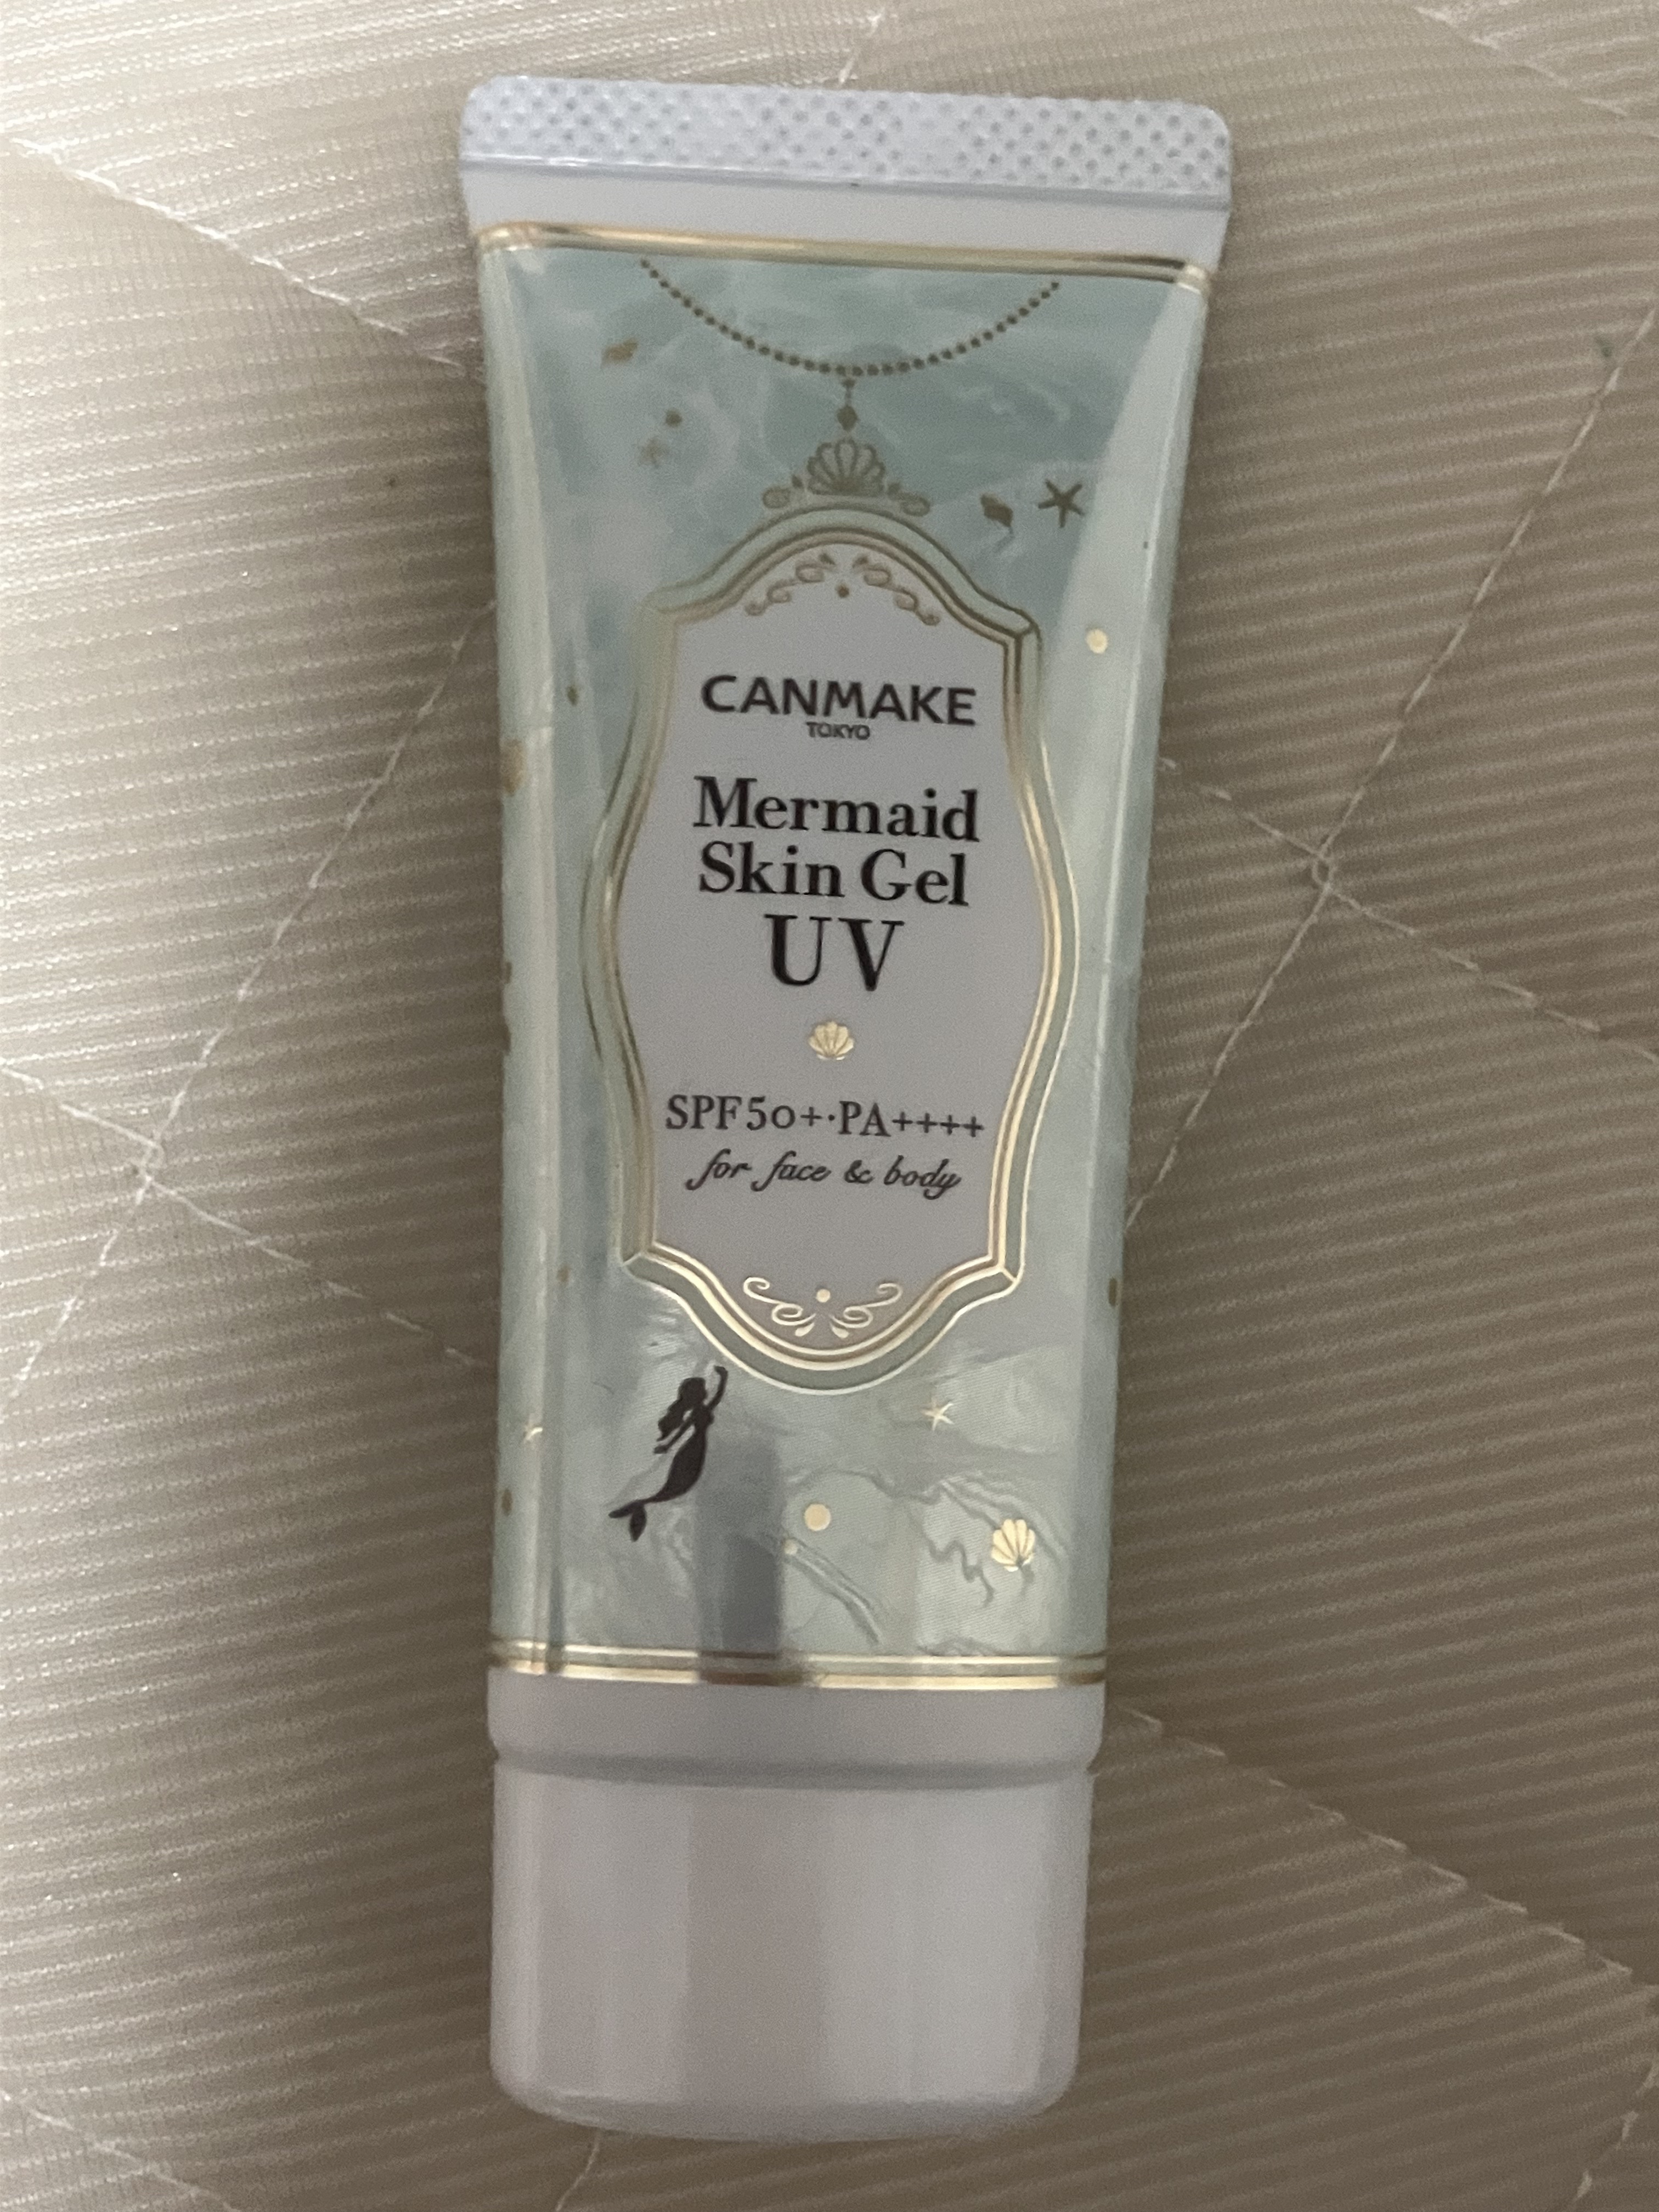 CANMAKE
TOKYO
Mermaid
Skin Gel
UV
SPF50+·PA++++
for face & body